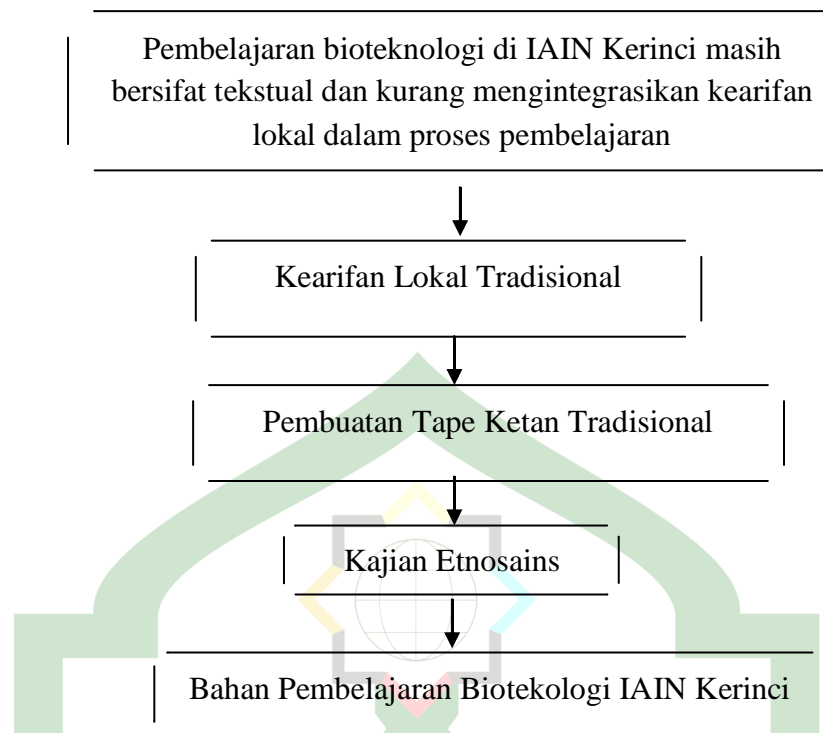 Pembelajaran bioteknologi di IAIN Kerinci masih
bersifat tekstual dan kurang mengintegrasikan kearifan
lokal dalam proses pembelajaran
Kearifan Lokal Tradisional
Pembuatan Tape Ketan Tradisional
Kajian Etnosains
Bahan Pembelajaran Biotekologi IAIN Kerinci